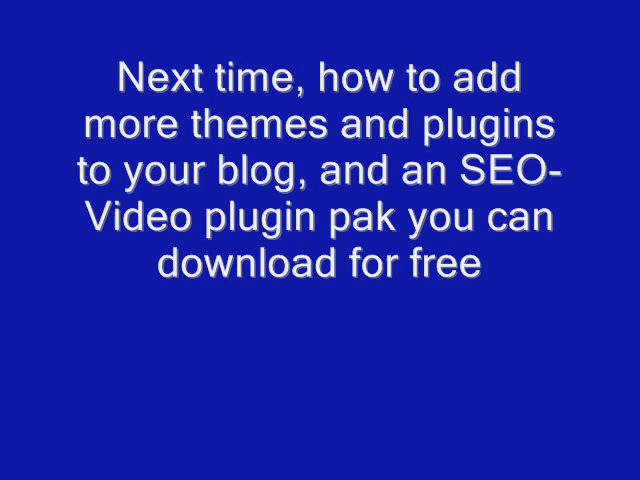 Next time, how to add
more themes and plugins
to your blog, and an SEO-
Video plugin pak you can
download for free